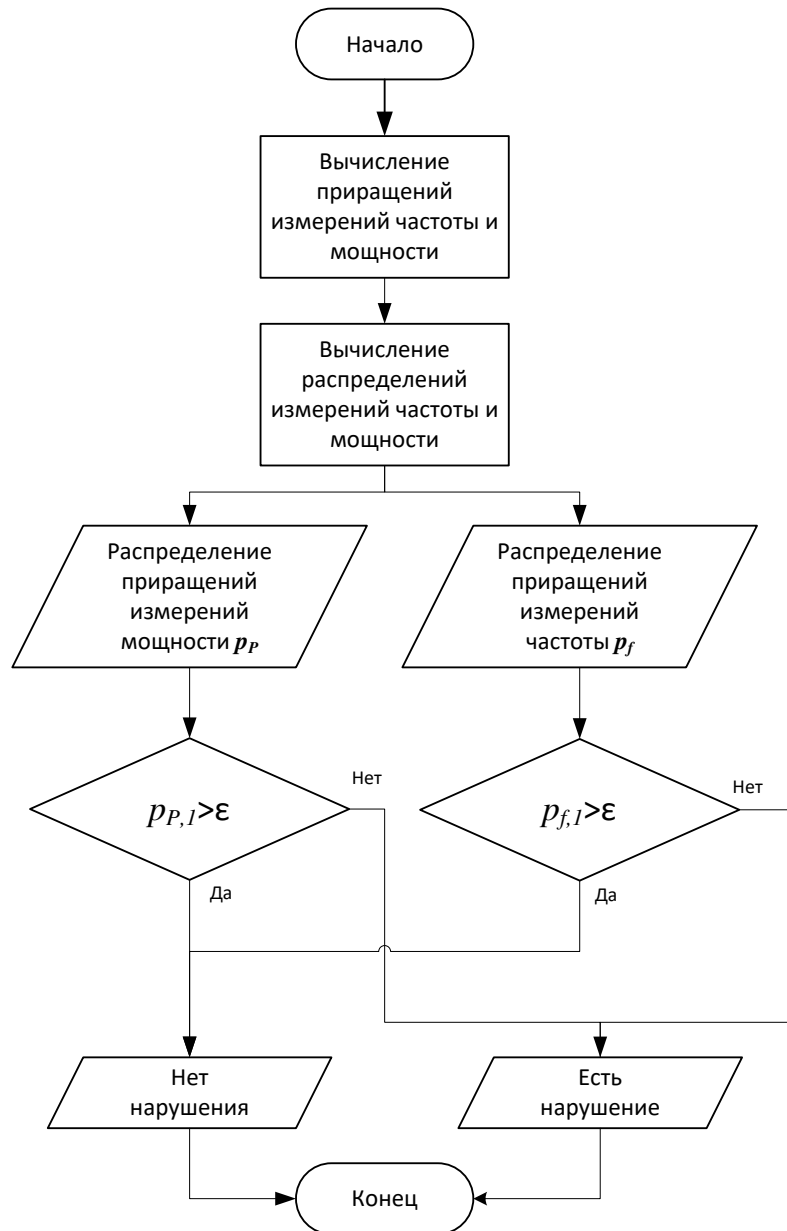 Начало
Вычисление
приращений
измерений частоты и
мощности
Вычисление
распределений
измерений частоты и
мощности
Распределение
приращений
измерений
мощности pP
Распределение
приращений
измерений
частоты pf
pP,1>ε
Нет
Да
pf,1>ε
Нет
Да
Нет
нарушения
Есть
нарушение
Конец